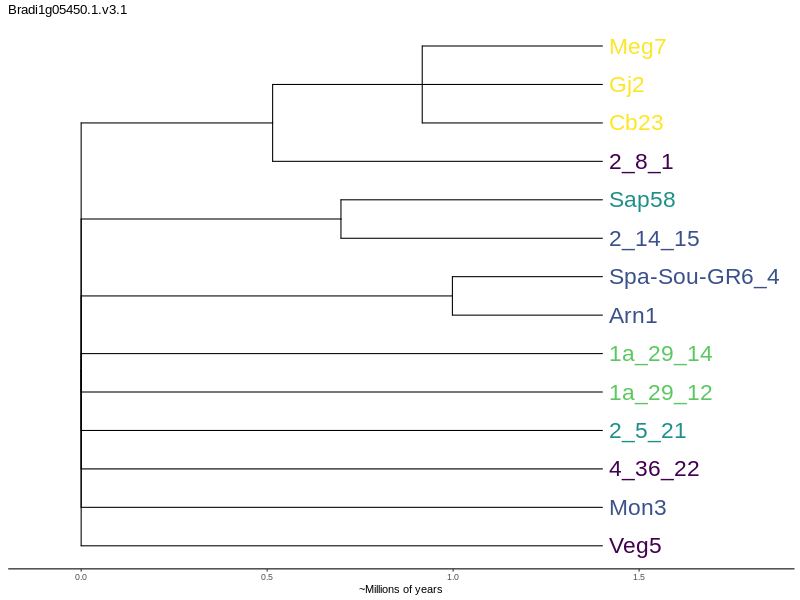 Bradi1g05450.1.v3.1
Meg7
Gj2
Cb23
2_8_1
Sap58
2_14_15
Spa-Sou-GR6_4
Arn1
1a_29_14
1a_29_12
2_5_21
4_36_22
Mon3
Veg5
0.0 0.5 1.0 1.5
~Millions of years